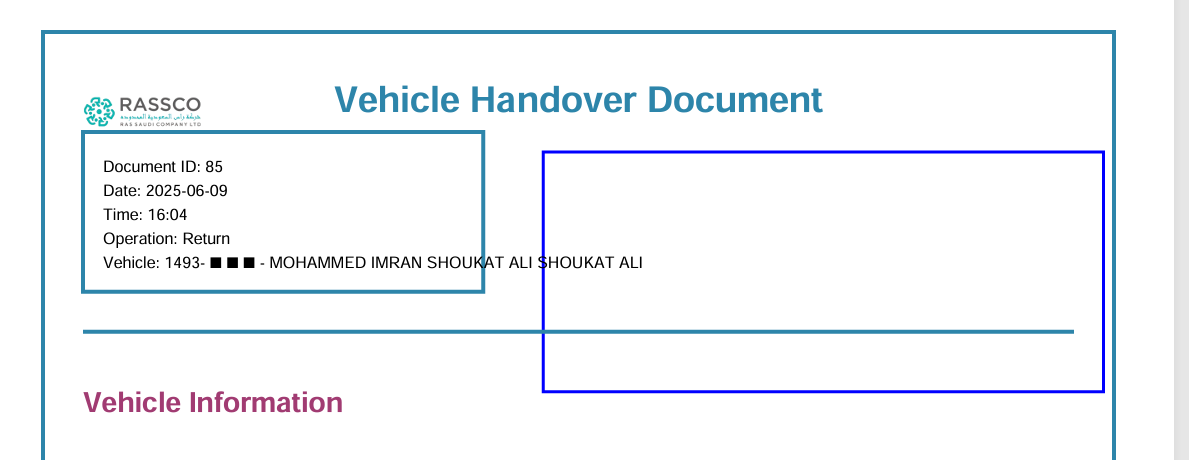 RASSCO
شركة راس السعودية المحدودة
RAS SAUDI COMPANY LTD
Vehicle Handover Document
Document ID: 85
Date: 2025-06-09
Time: 16:04
Operation: Return
Vehicle: 1493- ■ ■ ■ - MOHAMMED IMRAN SHOUKAT ALI SHOUKAT ALI
Vehicle Information